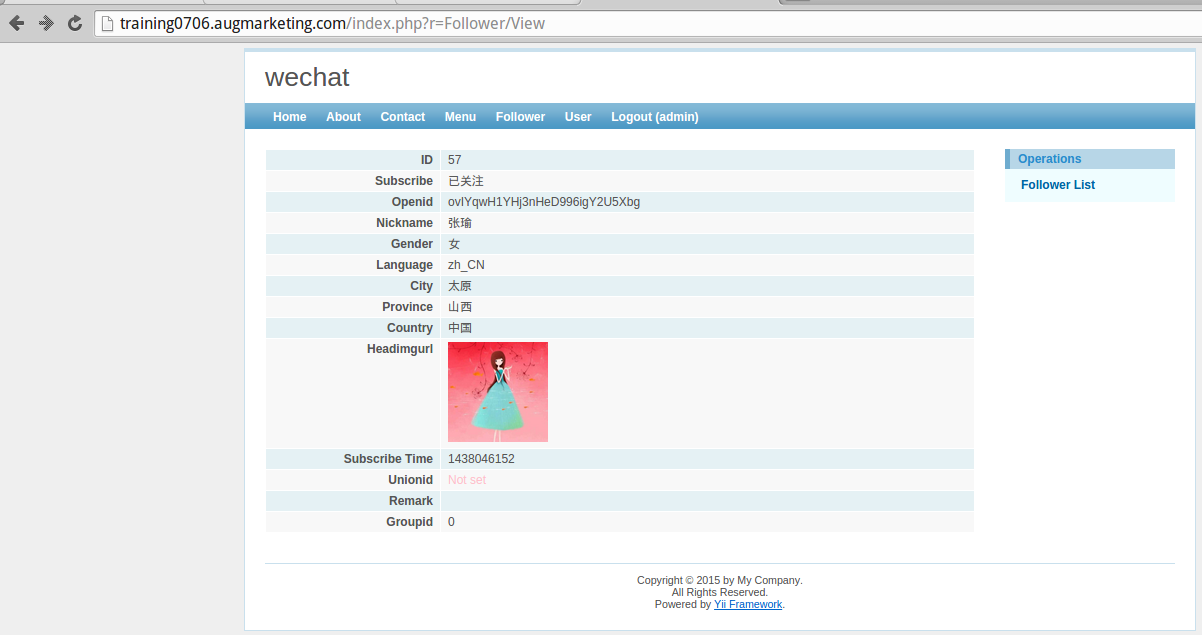 training0706.augmarketing.com/index.php?r=Follower/View
wechat
Home About Contact Menu Follower User Logout (admin)
ID 57
Subscribe 已关注
Openid ovIYqwH1YHj3nHeD996igY2U5Xbg
Nickname 张瑜
Gender 女
Language zh_CN
City 太原
Province 山西
Country 中国
Headimgurl
Subscribe Time 1438046152
Unionid Not set
Remark
Groupid 0
Operations
Follower List
Copyright © 2015 by My Company.
All Rights Reserved.
Powered by Yii Framework.